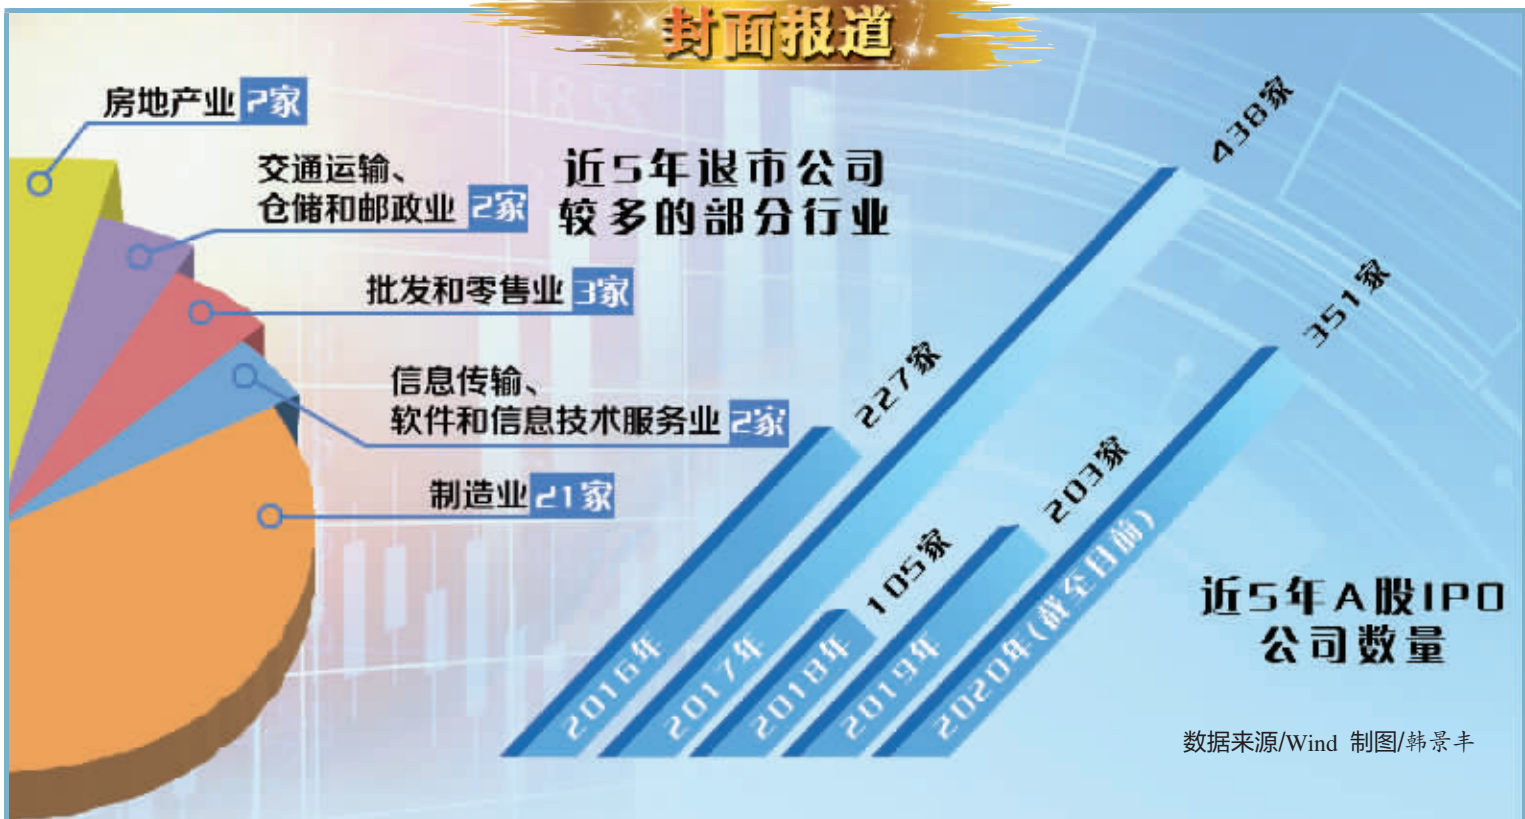 封面报道
房地产业 7家
交通运输、
仓储和邮政业 2家
批发和零售业 3家
信息传输、
软件和信息技术服务业 2家
制造业 21家
近5年退市公司
较多的部分行业
2016年 227家
2017年 438家
2018年 105家
2019年 203家
2020年(截至目前) 351家
近5年A股IPO
公司数量
数据来源/Wind 制图/韩景丰